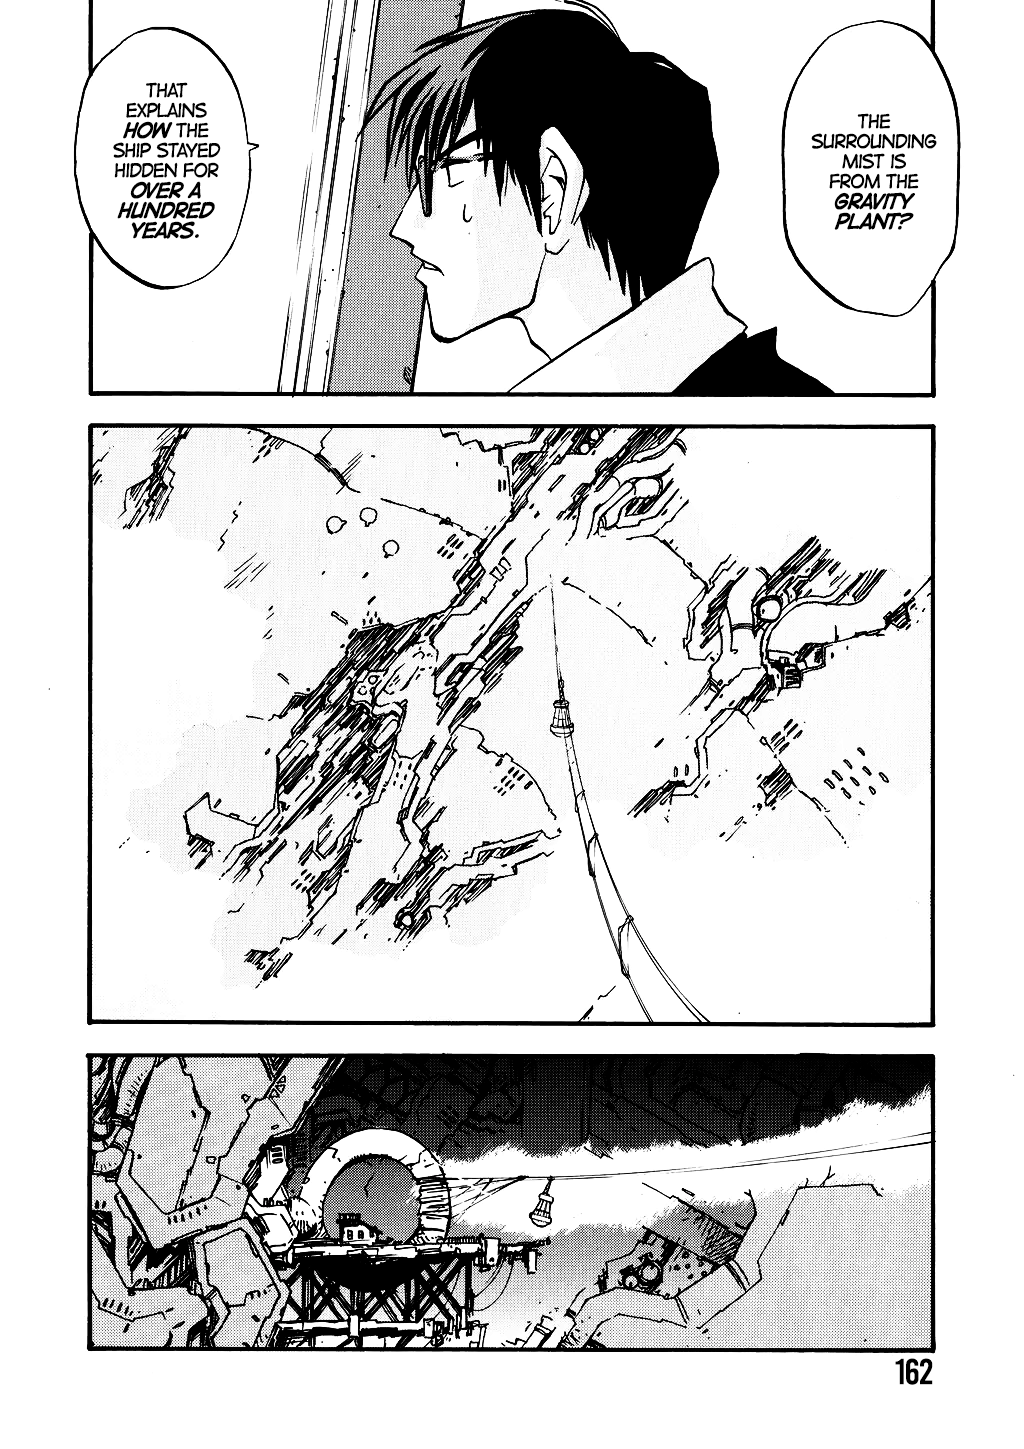 THE
SURROUNDING
MIST IS
FROM THE
GRAVITY
PLANT?
THAT
EXPLAINS
HOW THE
SHIP STAYED
HIDDEN FOR
OVER A
HUNDRED
YEARS.
162